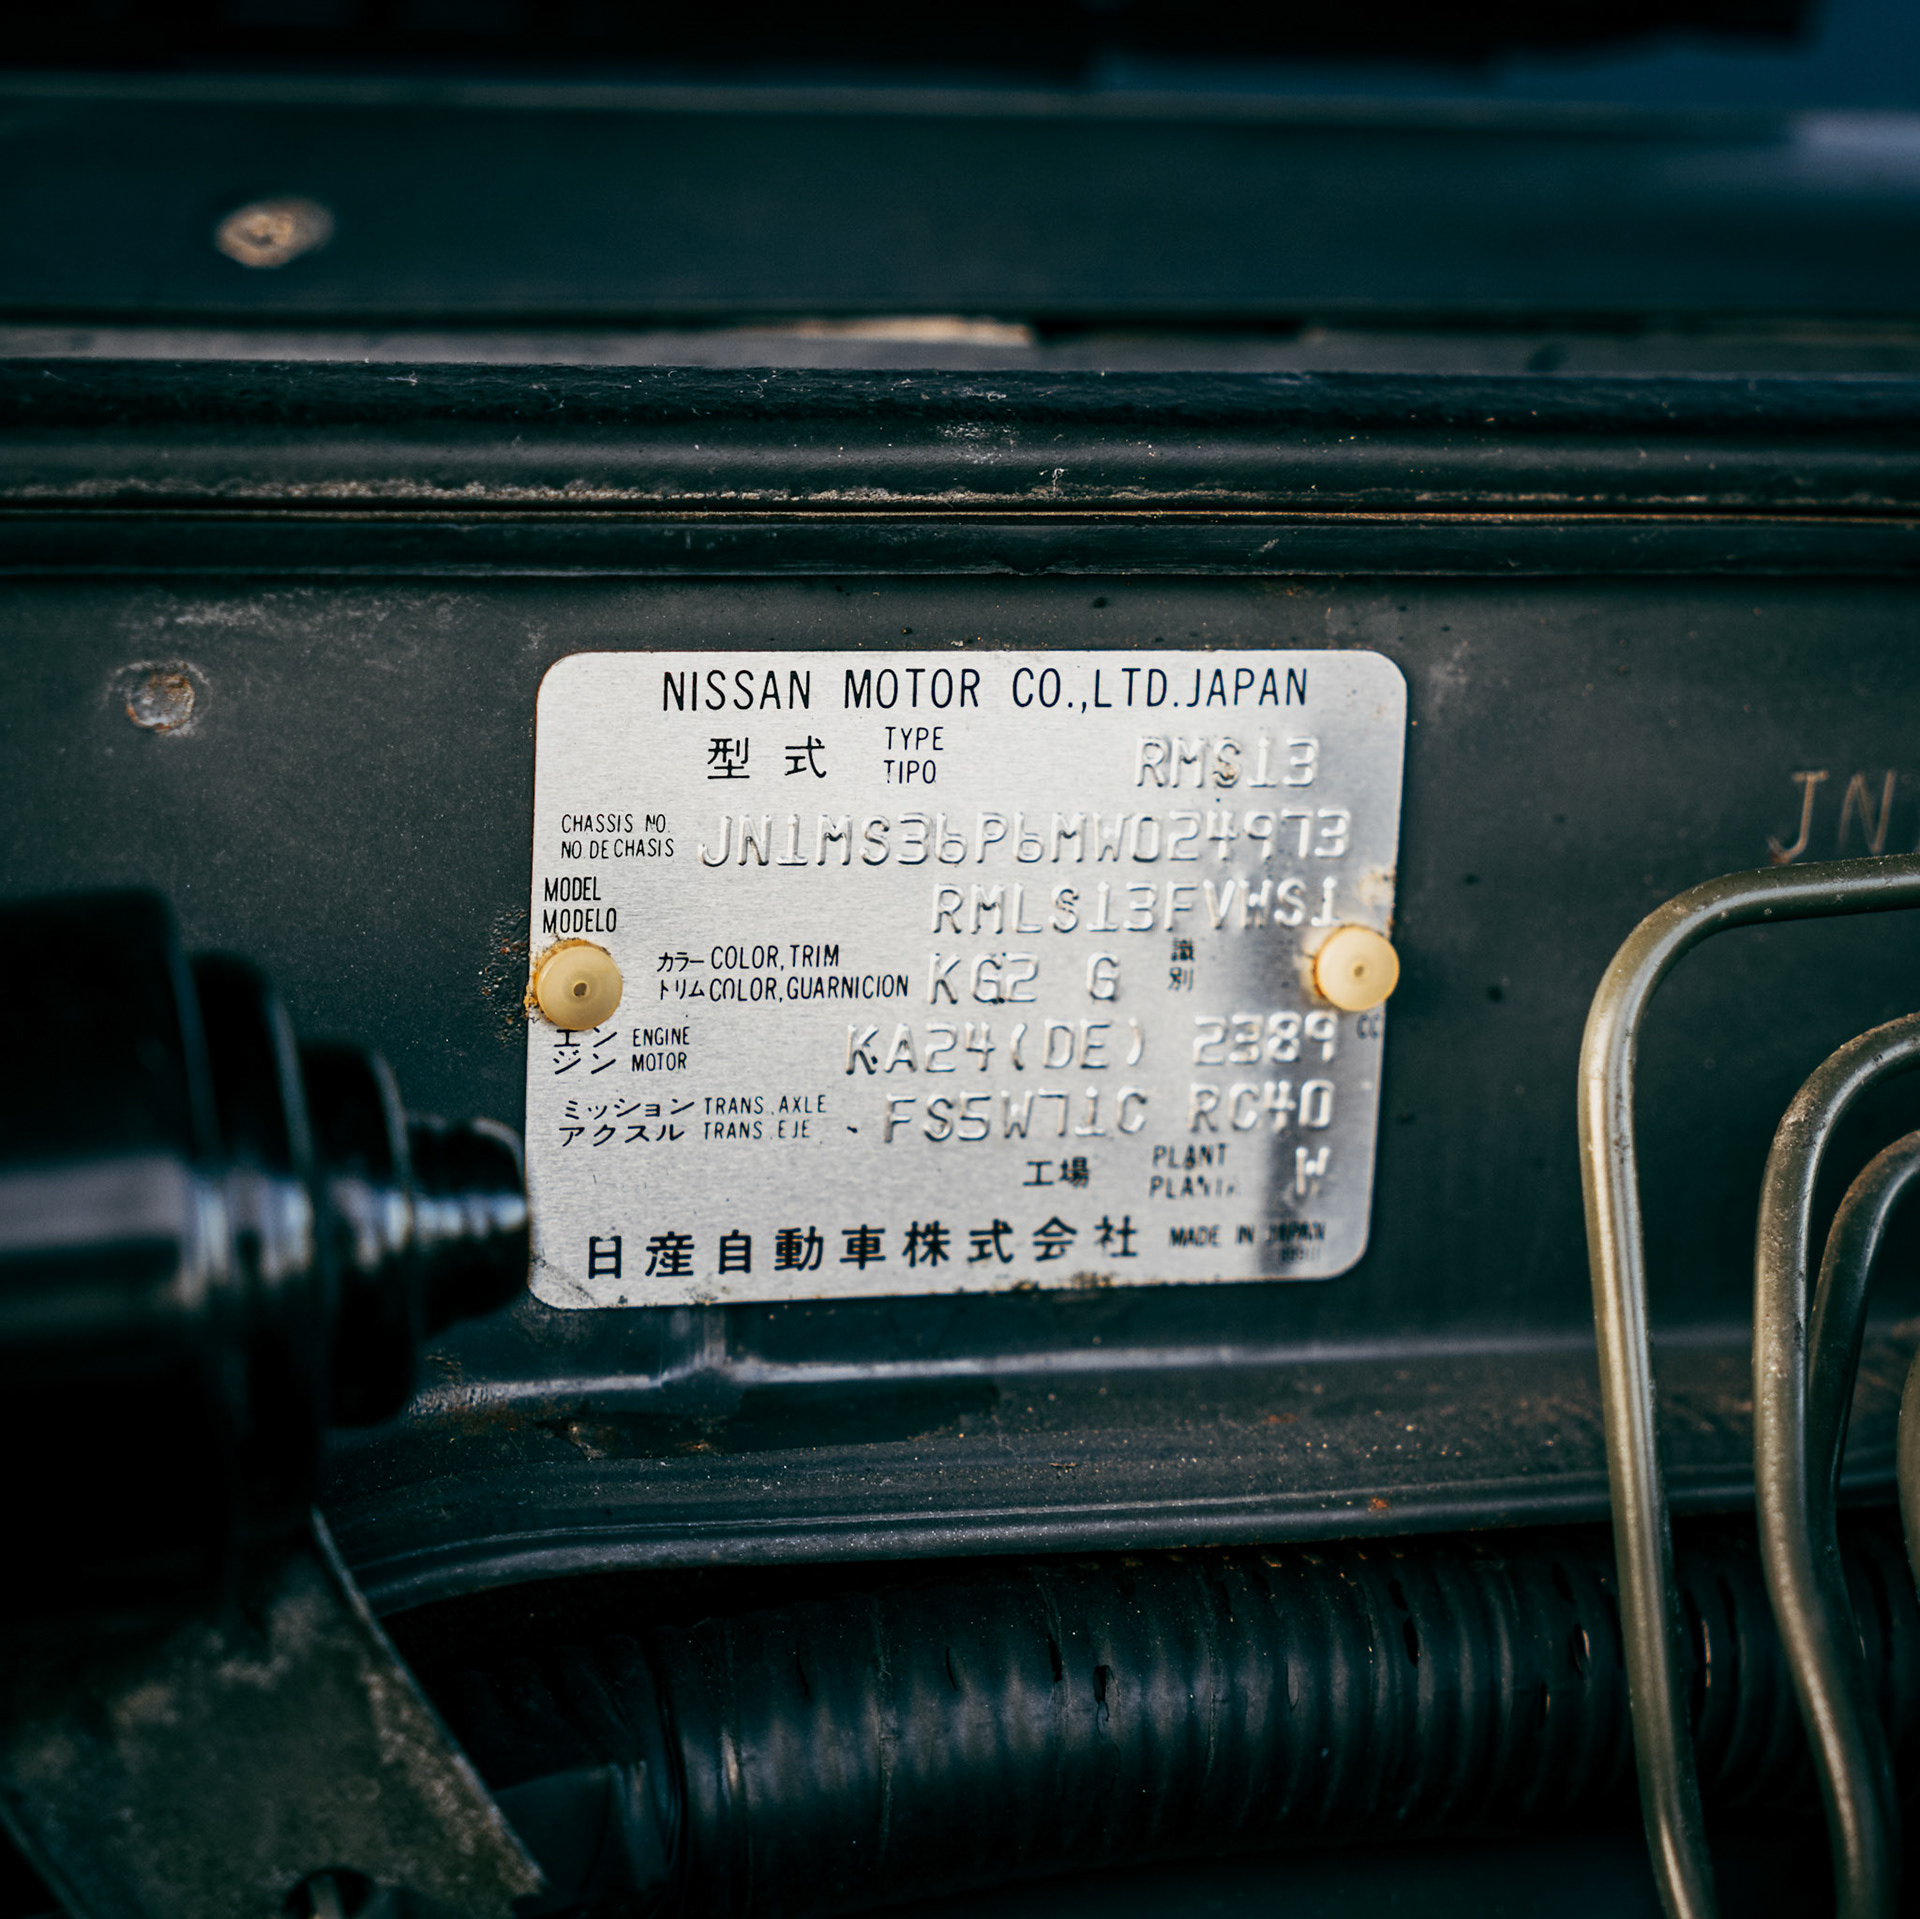 NISSAN MOTOR CO.,LTD.JAPAN
型式 TYPE RMS13
TIPO
CHASSIS NO. JN1MS36P6MW024973
NO.DE CHASIS
MODEL RMLS13FVWS1
MODELO
カラー COLOR,TRIM KG2 G 識別
トリム COLOR,GUARNICION
エンジン ENGINE KA24(DE) 2389 CC
MOTOR
ミッション TRANS.AXLE FS5W71C RC40
アクスル TRANS.EJE
工場 PLANT W
PLANTA
日産自動車株式会社 MADE IN JAPAN
JN